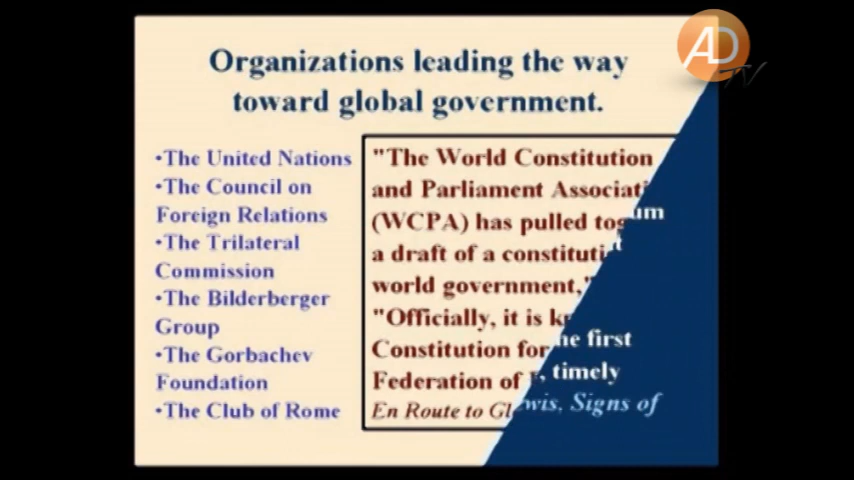 AD
TV
Organizations leading the way
toward global government.
•The United Nations
•The Council on
Foreign Relations
•The Trilateral
Commission
•The Bilderberger
Group
•The Gorbachev
Foundation
•The Club of Rome
"The World Constitution
and Parliament Associati
(WCPA) has pulled tog
a draft of a constituti
world government,"
"Officially, it is k
Constitution for
Federation of
En Route to Gl
um
t
he first
, timely
wis, Signs of